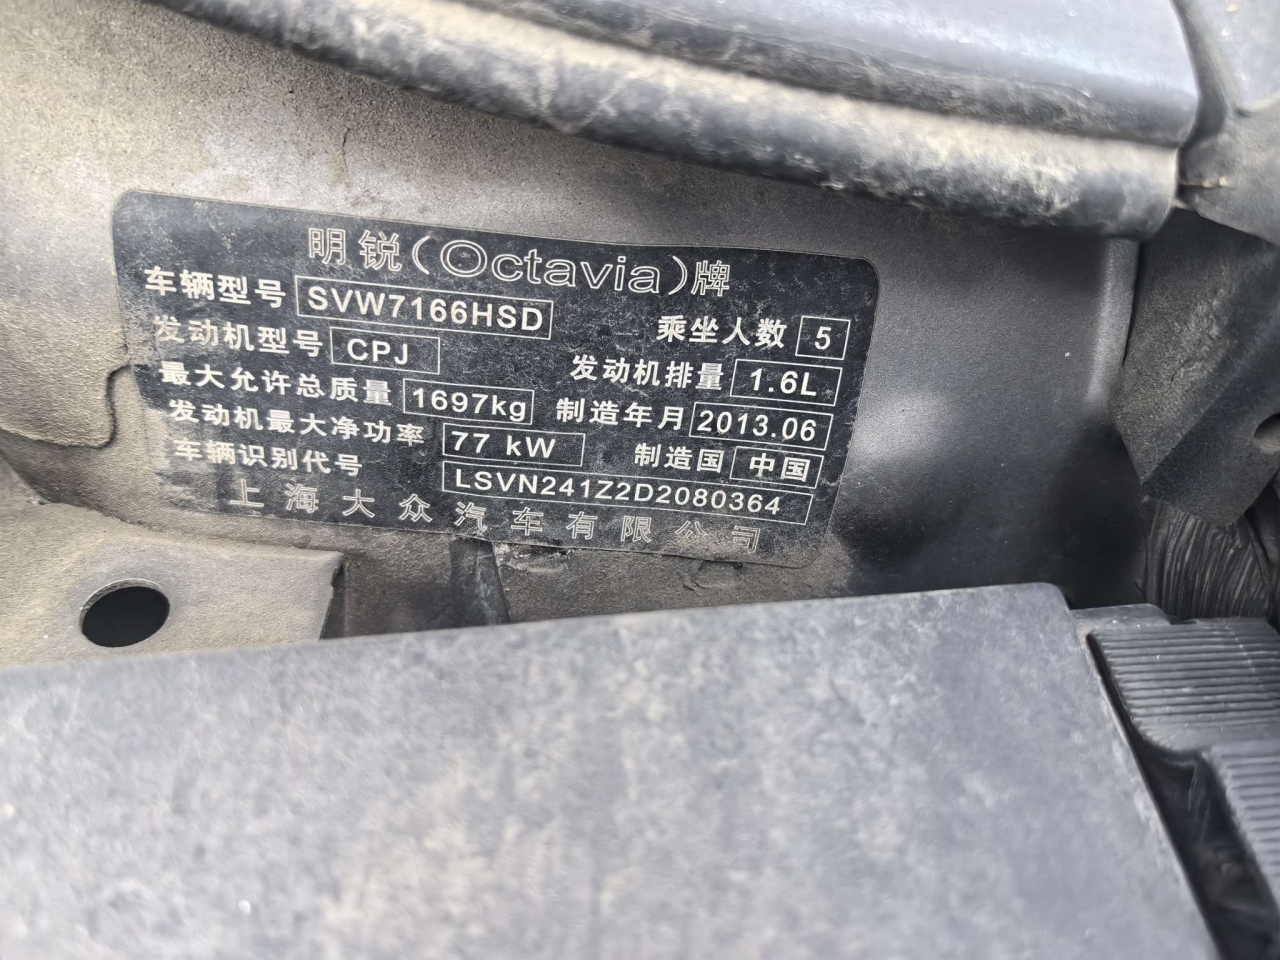 明锐(Octavia)牌
车辆型号 SVW7166HSD 乘坐人数 5
发动机型号 CPJ 发动机排量 1.6L
最大允许总质量 1697kg 制造年月 2013.06
发动机最大净功率 77 kW 制造国 中国
车辆识别代号 LSVN241Z2D2080364
上海大众汽车有限公司